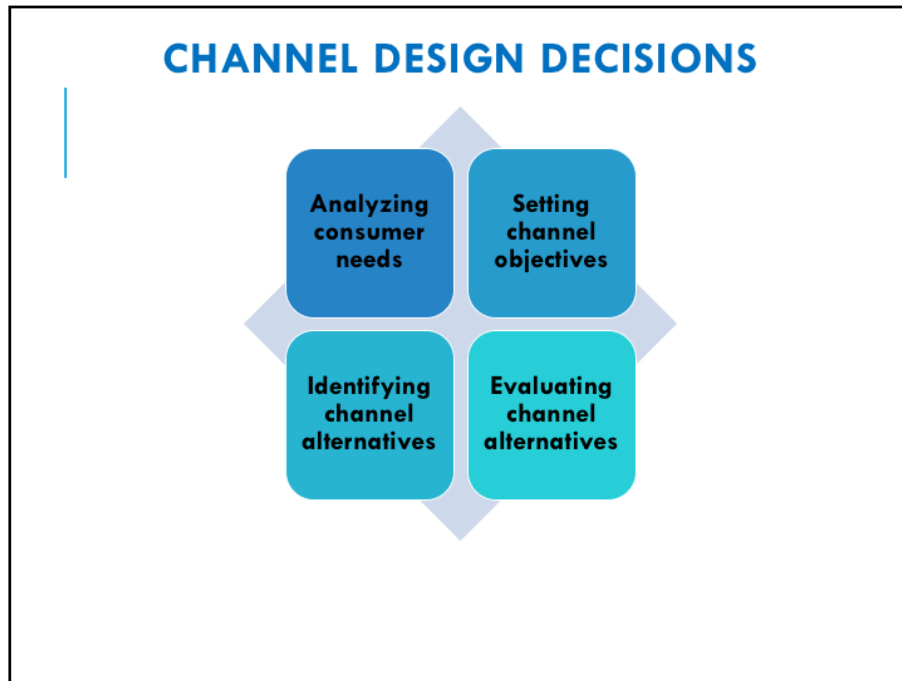 CHANNEL DESIGN DECISIONS
Analyzing
consumer
needs
Setting
channel
objectives
Identifying
channel
alternatives
Evaluating
channel
alternatives